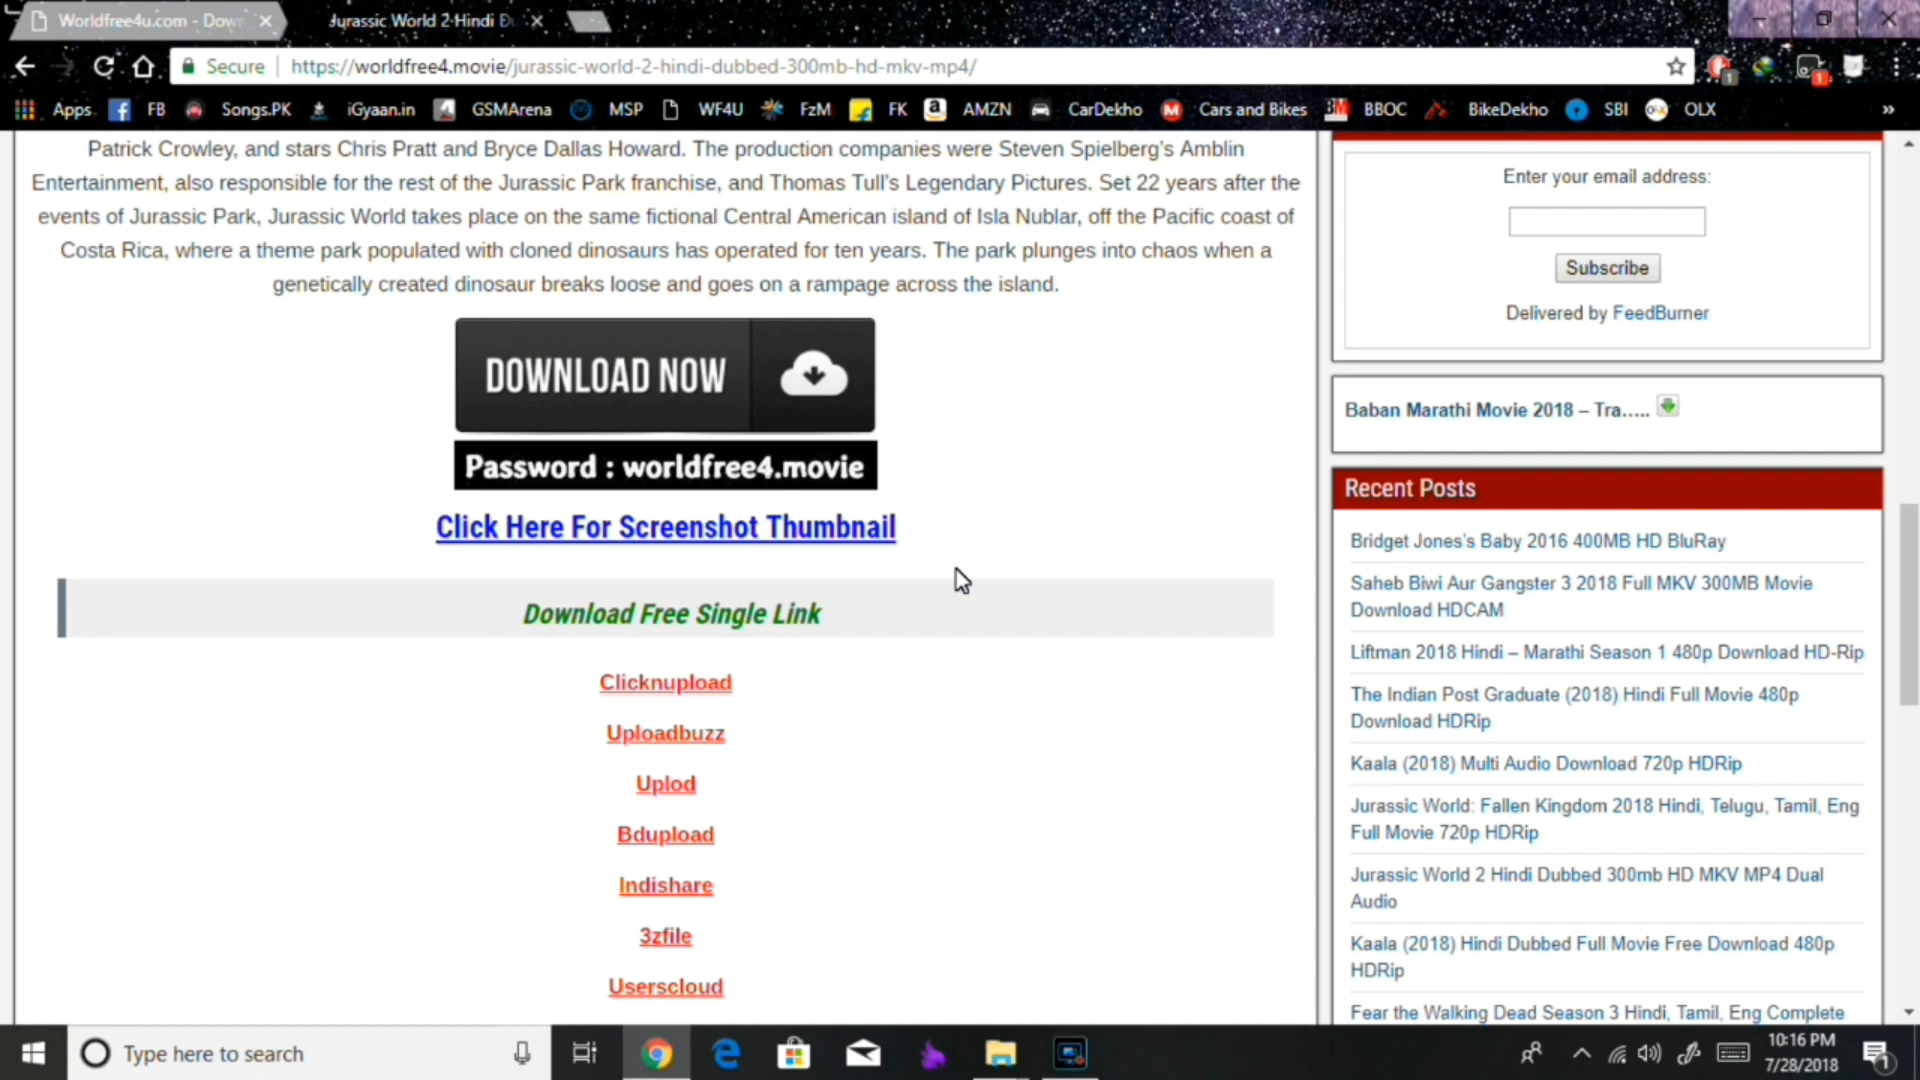 Worldfree4u.com - Down
Jurassic World 2 Hindi Du
Secure
https://worldfree4.movie/jurassic-world-2-hindi-dubbed-300mb-hd-mkv-mp4/
1
1
Apps FB Songs.PK iGyaan.in GSMArena MSP WF4U FzM FK AMZN CarDekho Cars and Bikes BBOC BikeDekho SBI OLX »
Patrick Crowley, and stars Chris Pratt and Bryce Dallas Howard. The production companies were Steven Spielberg's Amblin
Entertainment, also responsible for the rest of the Jurassic Park franchise, and Thomas Tull's Legendary Pictures. Set 22 years after the
events of Jurassic Park, Jurassic World takes place on the same fictional Central American island of Isla Nublar, off the Pacific coast of
Costa Rica, where a theme park populated with cloned dinosaurs has operated for ten years. The park plunges into chaos when a
genetically created dinosaur breaks loose and goes on a rampage across the island.
DOWNLOAD NOW
Password : worldfree4.movie
Click Here For Screenshot Thumbnail
Download Free Single Link
Clicknupload
Uploadbuzz
Uplod
Bdupload
Indishare
3zfile
Userscloud
Enter your email address:
Subscribe
Delivered by FeedBurner
Baban Marathi Movie 2018 – Tra…..
Recent Posts
Bridget Jones's Baby 2016 400MB HD BluRay
Saheb Biwi Aur Gangster 3 2018 Full MKV 300MB Movie
Download HDCAM
Liftman 2018 Hindi – Marathi Season 1 480p Download HD-Rip
The Indian Post Graduate (2018) Hindi Full Movie 480p
Download HDRip
Kaala (2018) Multi Audio Download 720p HDRip
Jurassic World: Fallen Kingdom 2018 Hindi, Telugu, Tamil, Eng
Full Movie 720p HDRip
Jurassic World 2 Hindi Dubbed 300mb HD MKV MP4 Dual
Audio
Kaala (2018) Hindi Dubbed Full Movie Free Download 480p
HDRip
Fear the Walking Dead Season 3 Hindi, Tamil, Eng Complete
Type here to search
10:16 PM
7/28/2018
1